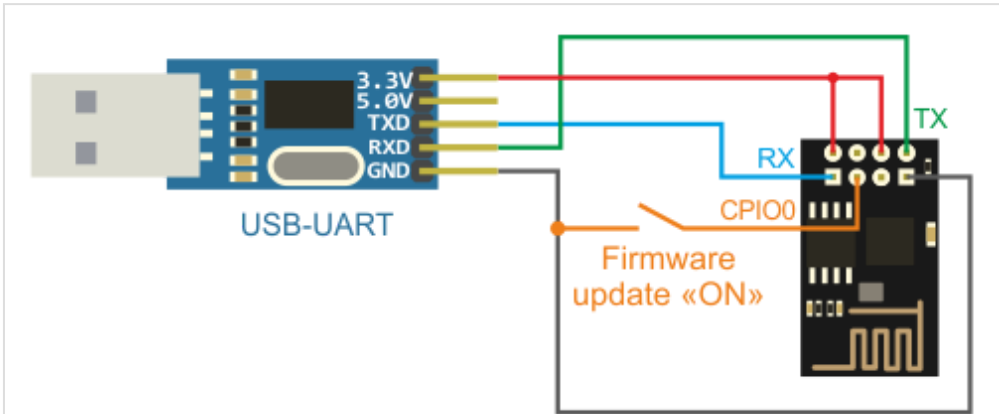 3.3V
5.0V
TXD
RXD
GND
USB-UART
TX
RX
CPIO0
Firmware
update «ON»